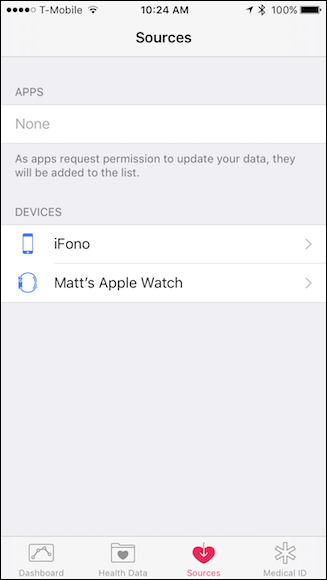 T-Mobile 10:24 AM 100%
Sources
APPS
None
As apps request permission to update your data, they
will be added to the list.
DEVICES
iFono
Matt's Apple Watch
Dashboard Health Data Sources Medical ID